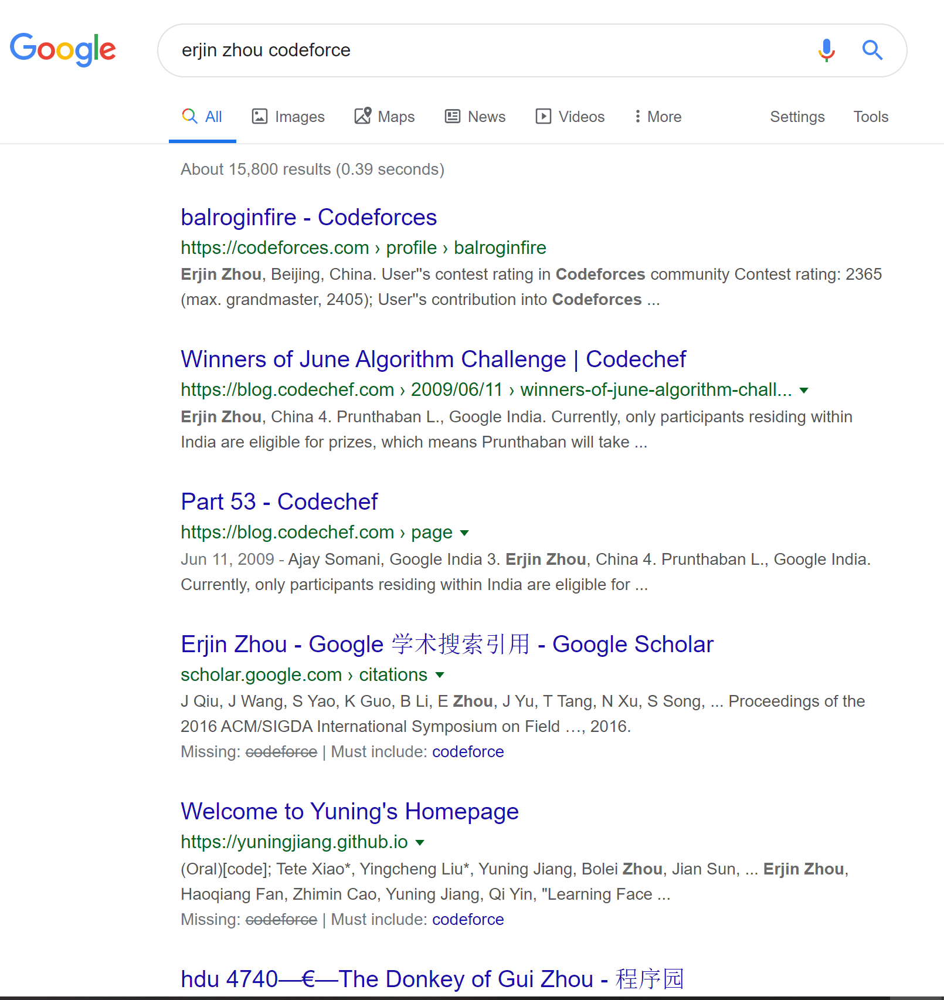 Google
erjin zhou codeforce
All Images Maps News Videos More Settings Tools
About 15,800 results (0.39 seconds)
balroginfire - Codeforces
https://codeforces.com › profile › balroginfire
Erjin Zhou, Beijing, China. User''s contest rating in Codeforces community Contest rating: 2365
(max. grandmaster, 2405); User''s contribution into Codeforces ...
Winners of June Algorithm Challenge | Codechef
https://blog.codechef.com › 2009/06/11 › winners-of-june-algorithm-chall...
Erjin Zhou, China 4. Prunthaban L., Google India. Currently, only participants residing within
India are eligible for prizes, which means Prunthaban will take ...
Part 53 - Codechef
https://blog.codechef.com › page
Jun 11, 2009 - Ajay Somani, Google India 3. Erjin Zhou, China 4. Prunthaban L., Google India.
Currently, only participants residing within India are eligible for ...
Erjin Zhou - Google 学术搜索引用 - Google Scholar
scholar.google.com › citations
J Qiu, J Wang, S Yao, K Guo, B Li, E Zhou, J Yu, T Tang, N Xu, S Song, ... Proceedings of the
2016 ACM/SIGDA International Symposium on Field …, 2016.
Missing: codeforce | Must include: codeforce
Welcome to Yuning's Homepage
https://yuningjiang.github.io
(Oral)[code]; Tete Xiao*, Yingcheng Liu*, Yuning Jiang, Bolei Zhou, Jian Sun, ... Erjin Zhou,
Haoqiang Fan, Zhimin Cao, Yuning Jiang, Qi Yin, "Learning Face ...
Missing: codeforce | Must include: codeforce
hdu 4740—€—The Donkey of Gui Zhou - 程序园